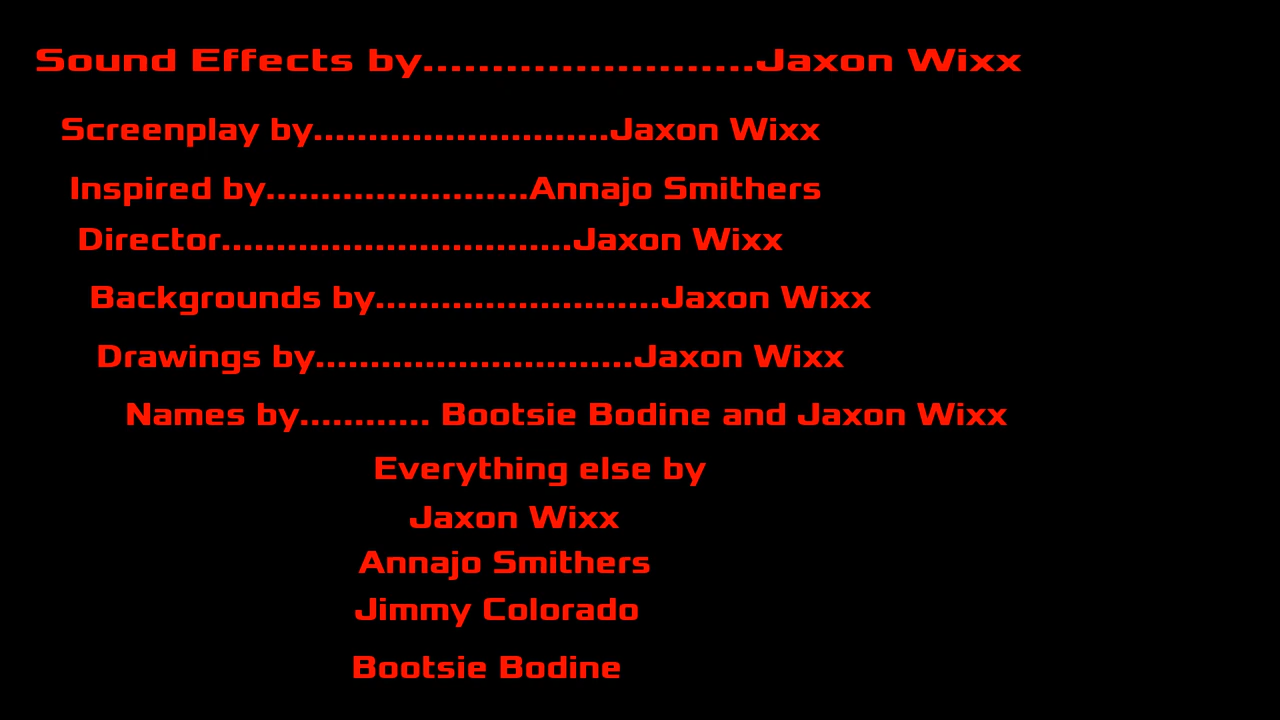 Sound Effects by........................Jaxon Wixx
Screenplay by...........................Jaxon Wixx
Inspired by........................Annajo Smithers
Director................................Jaxon Wixx
Backgrounds by..........................Jaxon Wixx
Drawings by.............................Jaxon Wixx
Names by............ Bootsie Bodine and Jaxon Wixx
Everything else by
Jaxon Wixx
Annajo Smithers
Jimmy Colorado
Bootsie Bodine